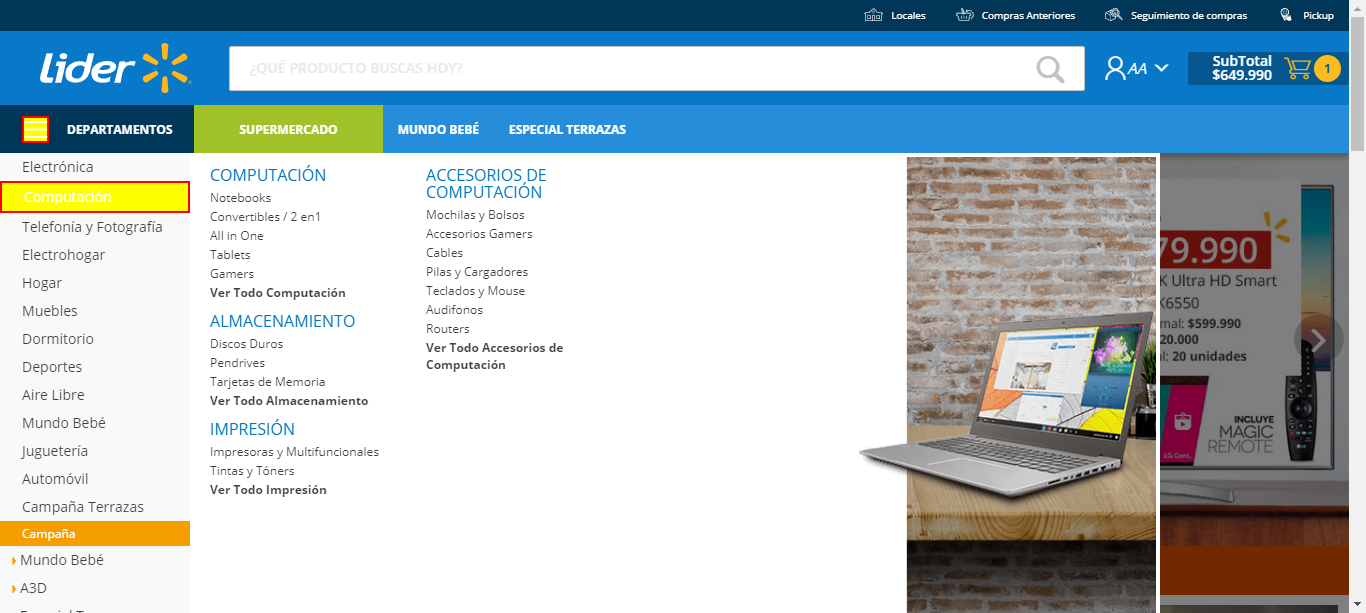 Locales
Compras Anteriores
Seguimiento de compras
Pickup
Lider
¿QUÉ PRODUCTO BUSCAS HOY?
AA
SubTotal
$649.990
1
DEPARTAMENTOS
SUPERMERCADO
MUNDO BEBÉ
ESPECIAL TERRAZAS
Electrónica
Computación
Telefonía y Fotografía
Electrohogar
Hogar
Muebles
Dormitorio
Deportes
Aire Libre
Mundo Bebé
Juguetería
Automóvil
Campaña Terrazas
Campaña
Mundo Bebé
A3D
COMPUTACIÓN
Notebooks
Convertibles / 2 en1
All in One
Tablets
Gamers
Ver Todo Computación
ALMACENAMIENTO
Discos Duros
Pendrives
Tarjetas de Memoria
Ver Todo Almacenamiento
IMPRESIÓN
Impresoras y Multifuncionales
Tintas y Tóners
Ver Todo Impresión
ACCESORIOS DE
COMPUTACIÓN
Mochilas y Bolsos
Accesorios Gamers
Cables
Pilas y Cargadores
Teclados y Mouse
Audifonos
Routers
Ver Todo Accesorios de
Computación
79.990
K Ultra HD Smart
K6550
mal: $599.990
20.000
l: 20 unidades
INCLUYE
MAGIC
REMOTE
LG Cont.